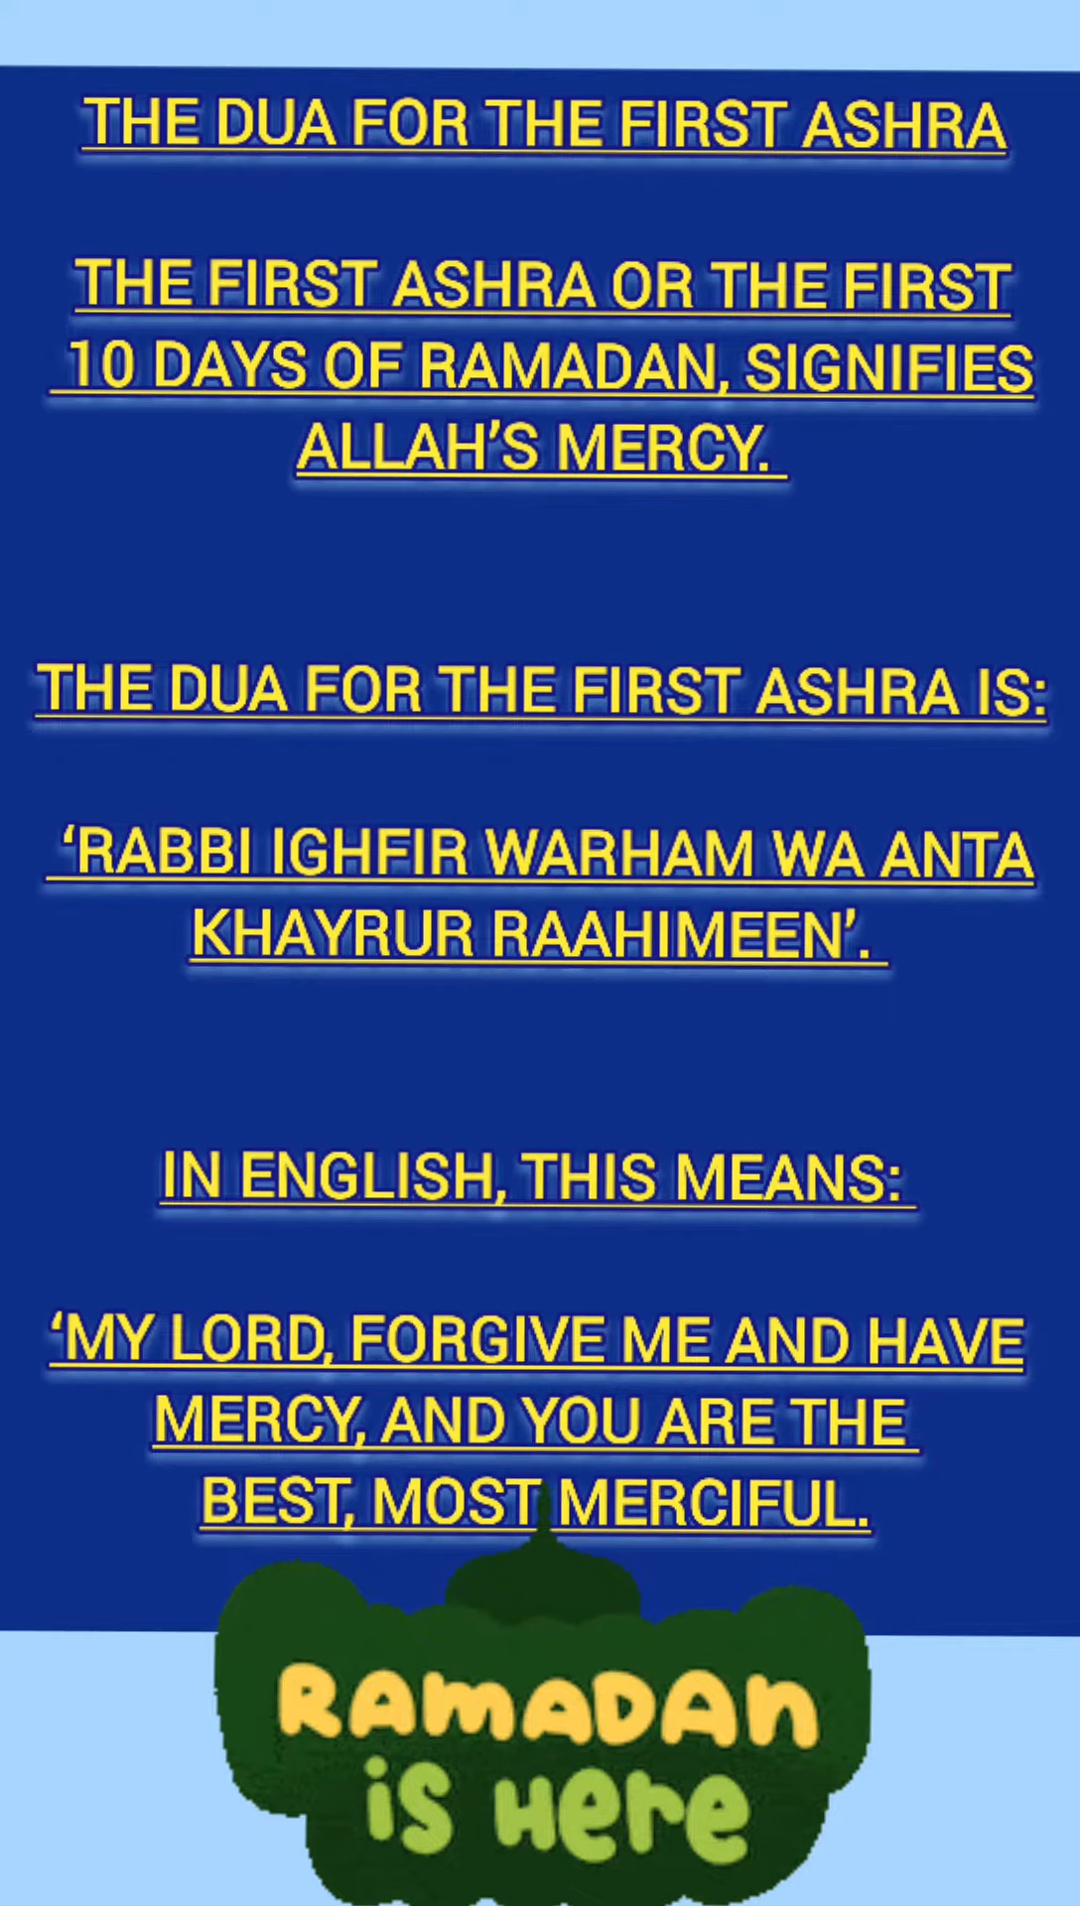 THE DUA FOR THE FIRST ASHRA
THE FIRST ASHRA OR THE FIRST
10 DAYS OF RAMADAN, SIGNIFIES
ALLAH’S MERCY.
THE DUA FOR THE FIRST ASHRA IS:
‘RABBI IGHFIR WARHAM WA ANTA
KHAYRUR RAAHIMEEN’.
IN ENGLISH, THIS MEANS:
‘MY LORD, FORGIVE ME AND HAVE
MERCY, AND YOU ARE THE
BEST, MOST MERCIFUL.
RAMADAN
is Here